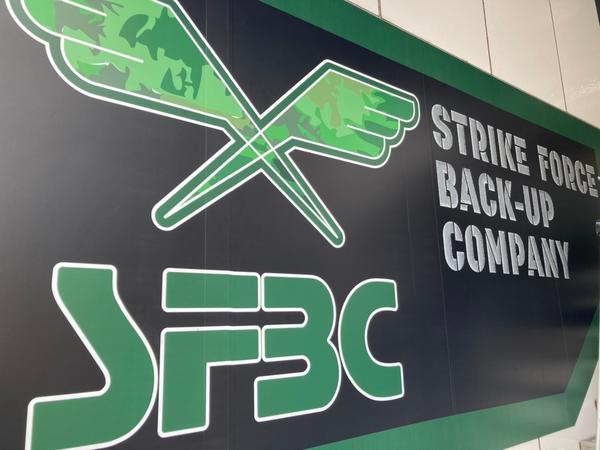 STRIKE FORCE
BACK-UP
COMPANY
SFBC